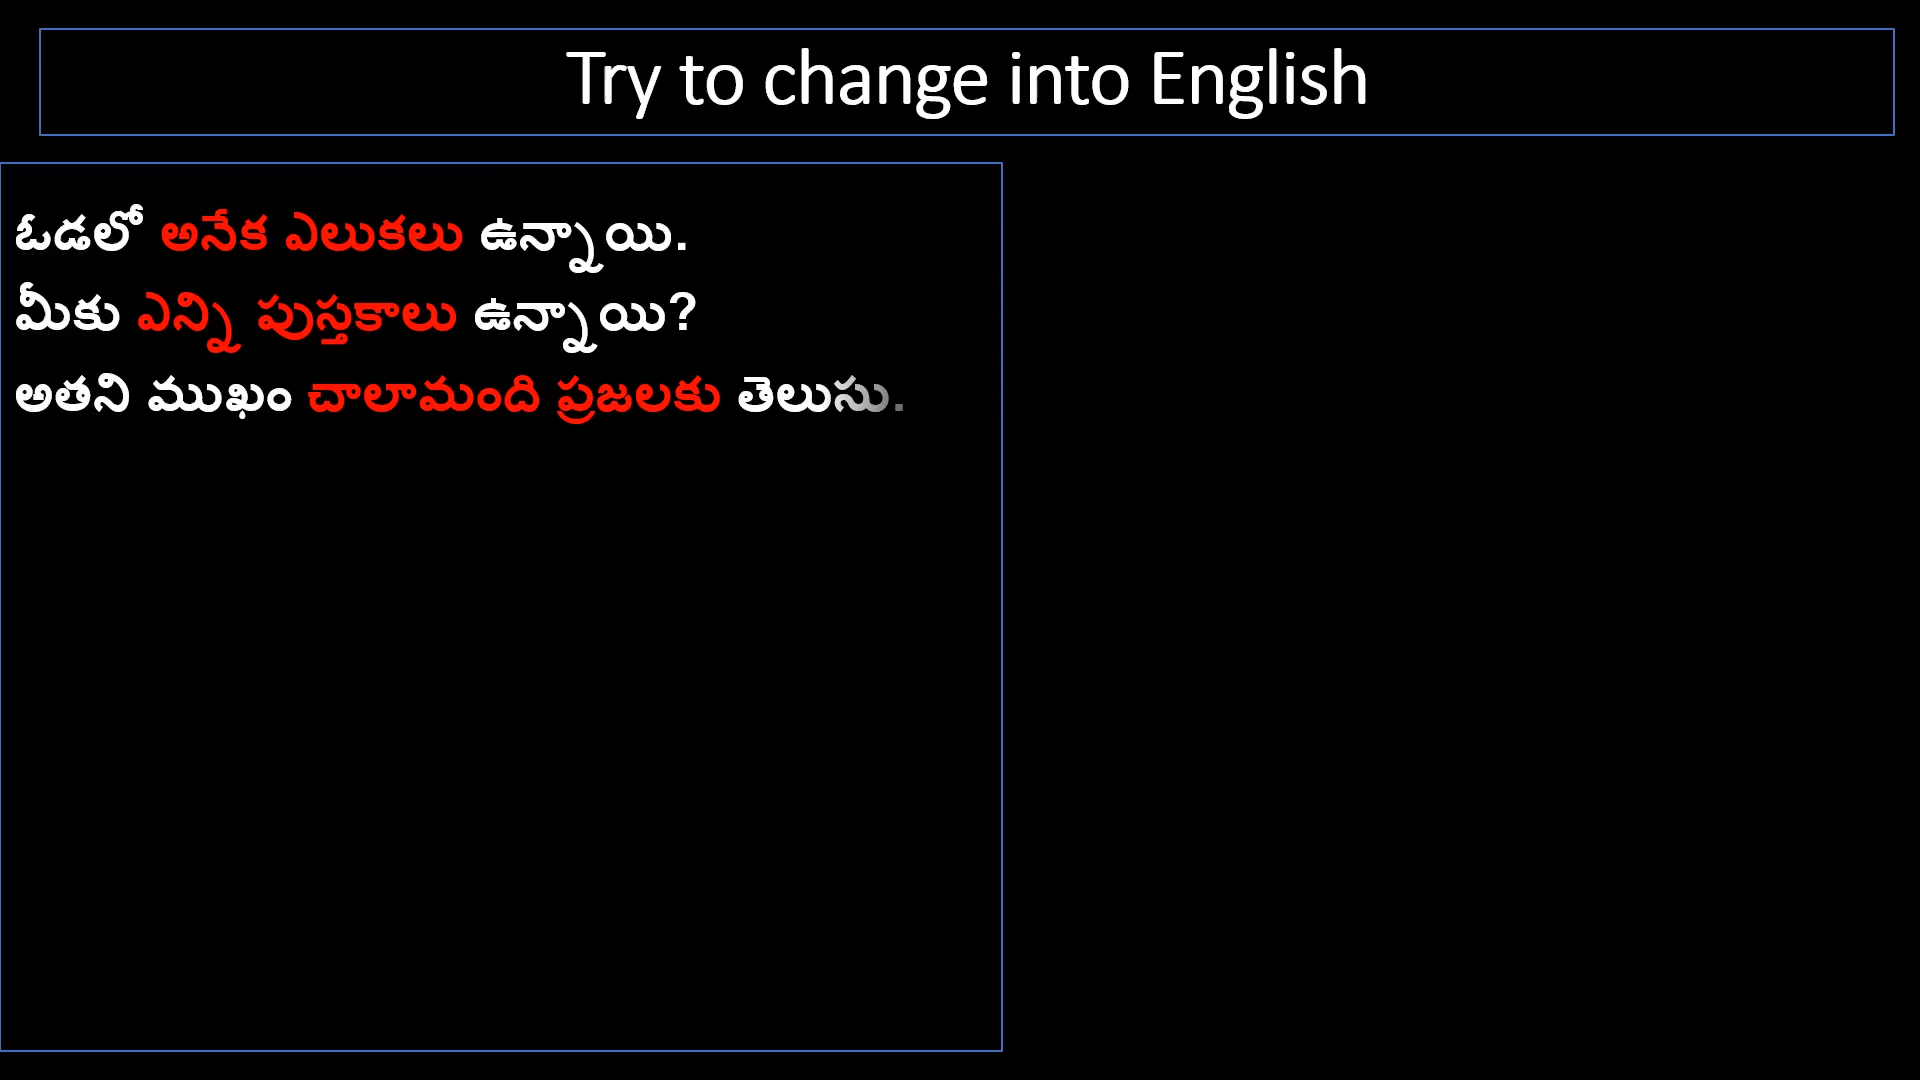 Try to change into English
ఓడలో అనేక ఎలుకలు ఉన్నాయి.
మీకు ఎన్ని పుస్తకాలు ఉన్నాయి?
అతని ముఖం చాలామంది ప్రజలకు తెలుసు.